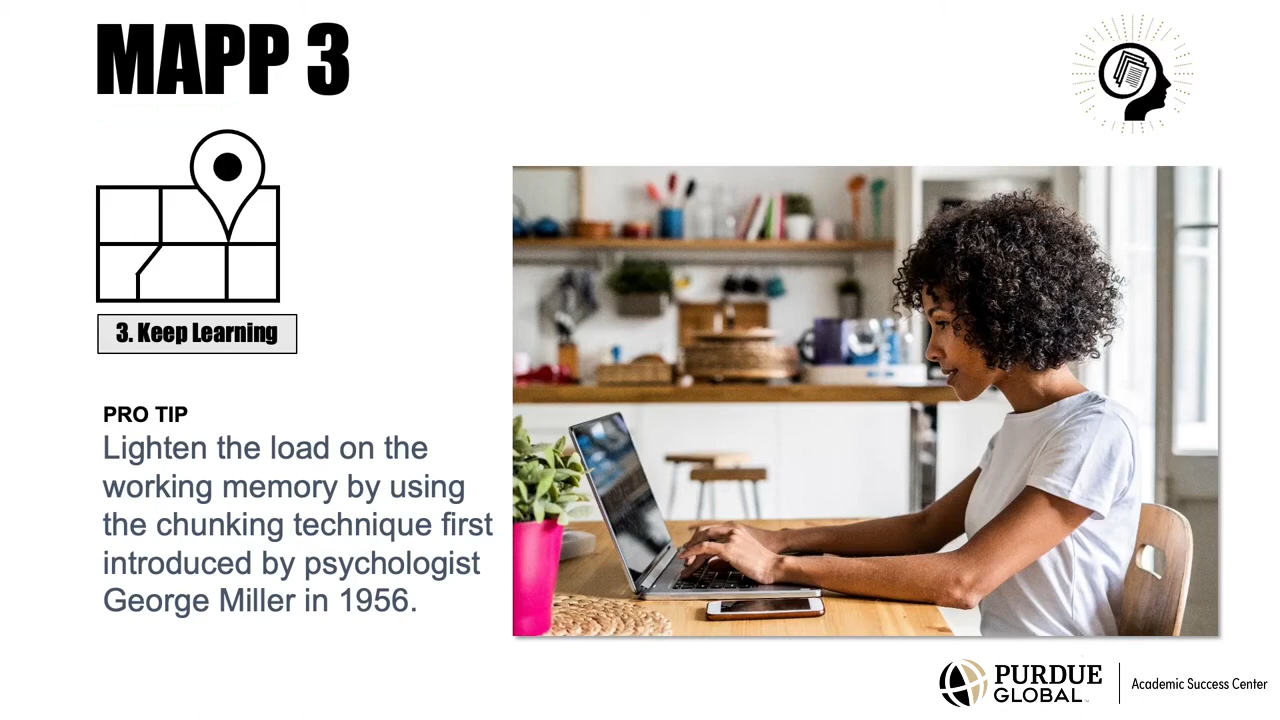 MAPP 3
3. Keep Learning
PRO TIP
Lighten the load on the
working memory by using
the chunking technique first
introduced by psychologist
George Miller in 1956.
PURDUE
GLOBAL
Academic Success Center